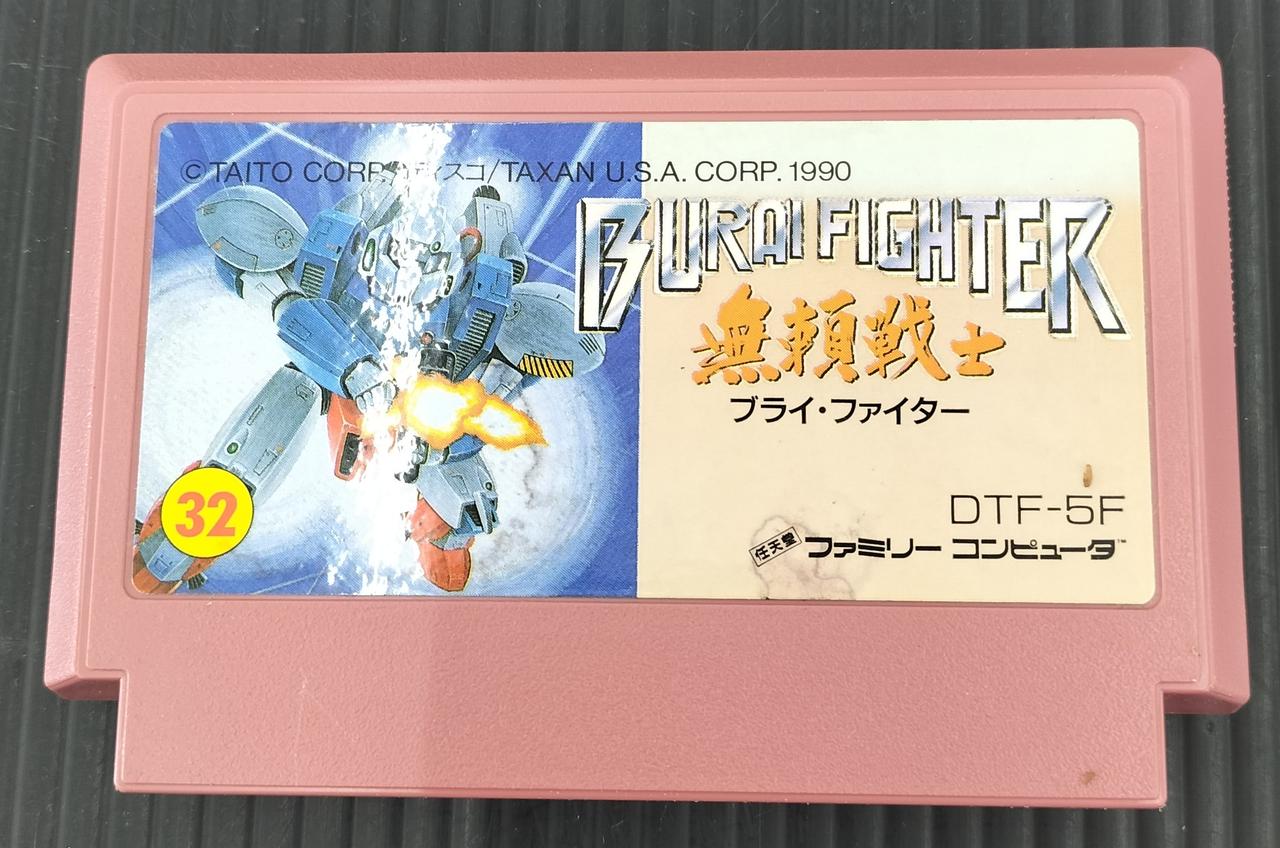 ©TAITO CORP./ディスコ/TAXAN U.S.A. CORP. 1990
BURAI FIGHTER
無頼戦士
ブライ・ファイター
32
DTF-5F
任天堂 ファミリー コンピュータ™